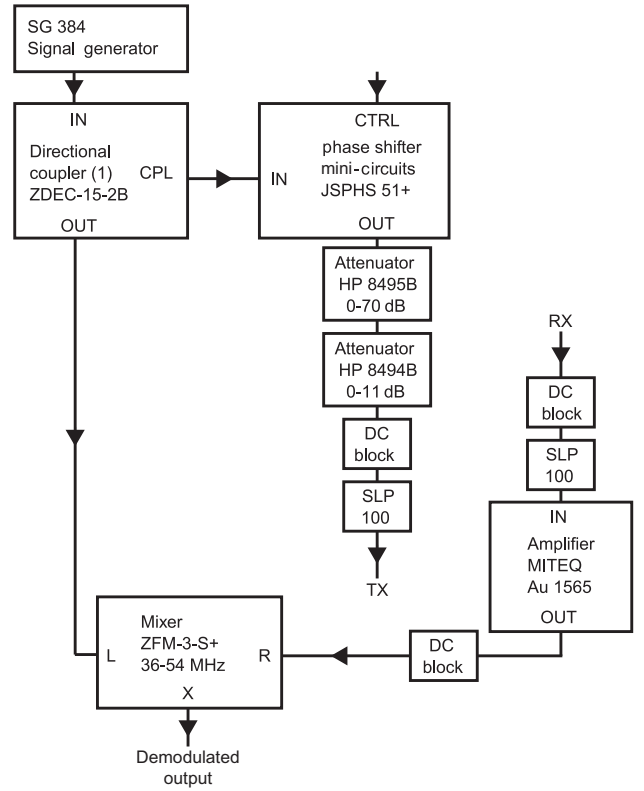 SG 384
Signal generator
IN
Directional
coupler (1)
ZDEC-15-2B
CPL
OUT
CTRL
phase shifter
mini-circuits
JSPHS 51+
IN
OUT
Attenuator
HP 8495B
0-70 dB
Attenuator
HP 8494B
0-11 dB
DC
block
SLP
100
TX
RX
DC
block
SLP
100
IN
Amplifier
MITEQ
Au 1565
OUT
DC
block
Mixer
ZFM-3-S+
36-54 MHz
L
R
X
Demodulated
output